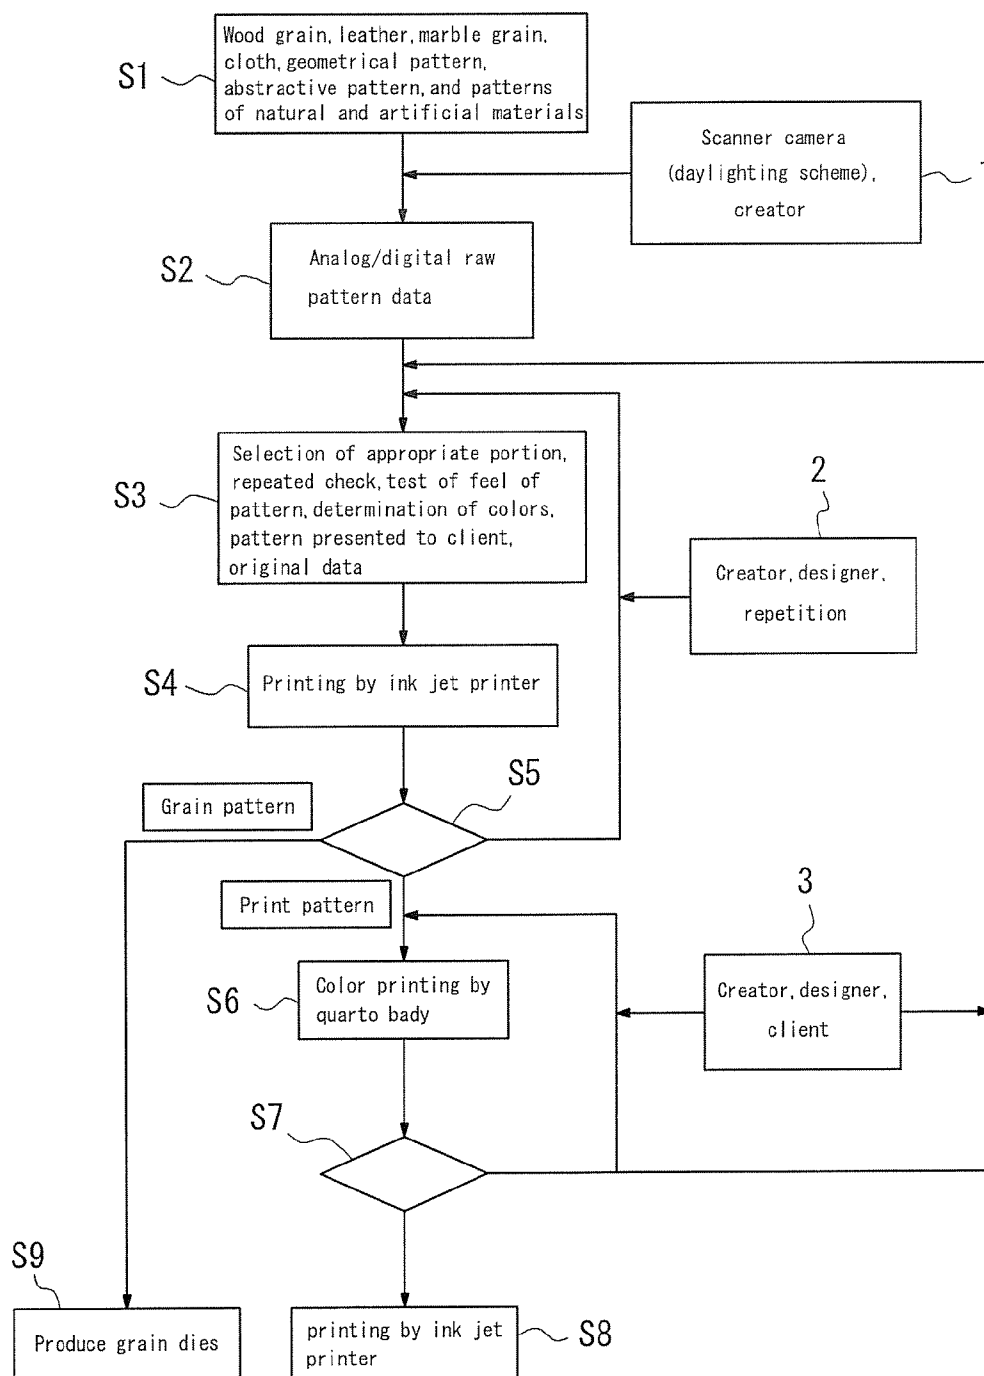 Wood grain, leather, marble grain,
cloth, geometrical pattern,
abstractive pattern, and patterns
of natural and artificial materials
S1
Scanner camera
(daylighting scheme),
creator
Analog/digital raw
pattern data
S2
Selection of appropriate portion,
repeated check, test of feel of
pattern, determination of colors,
pattern presented to client,
original data
S3
2
Creator, designer,
repetition
Printing by ink jet printer
S4
S5
Grain pattern
Print pattern
3
Creator, designer,
client
Color printing by
quarto bady
S6
S7
S9
Produce grain dies
printing by ink jet
printer
S8